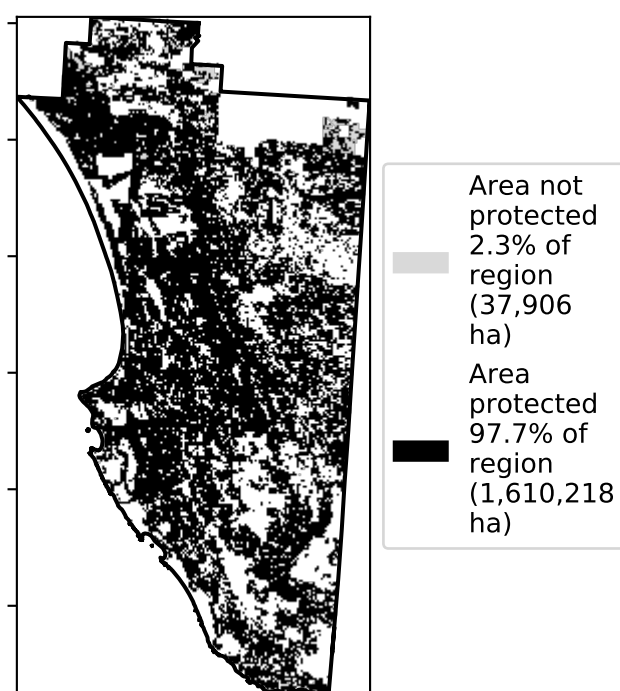 Area not
protected
2.3% of
region
(37,906
ha)
Area
protected
97.7% of
region
(1,610,218
ha)